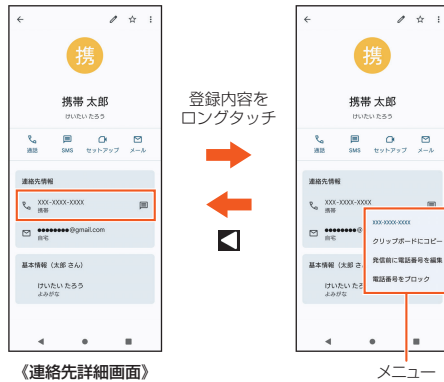 携
携帯 太郎
けいたい たろう
通話
SMS
セットアップ
メール
連絡先情報
XXX-XXXX-XXXX
携帯
●●●●●●●●@gmail.com
自宅
基本情報（太郎 さん）
けいたい たろう
よみがな
《連絡先詳細画面》
登録内容を
ロングタッチ
携
携帯 太郎
けいたい たろう
通話
SMS
セットアップ
メール
連絡先情報
XXX-XXXX-XXXX
携帯
●●●●●●●●@
自宅
基本情報（太郎 さ
けいたい たろ
よみがな
XXX-XXXX-XXXX
クリップボードにコピー
発信前に電話番号を編集
電話番号をブロック
メニュー